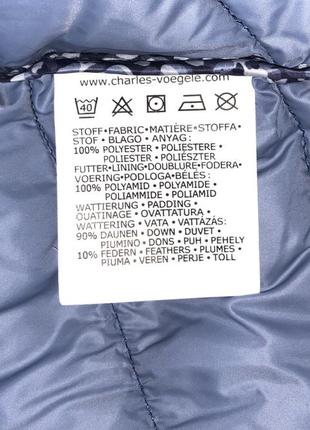 www.charles-voegele.com
40
STOFF•FABRIC•MATIÈRE•STOFFA•
STOF • BLAGO • ANYAG :
100% POLYESTER • POLIESTERE •
POLIESTER • POLIÉSZTER
FUTTER•LINING•DOUBLURE•FODERA•
VOERING•PODLOGA•BÉLÉS:
100% POLYAMID • POLYAMIDE •
POLIAMMIDE • POLIAMID
WATTIERUNG • PADDING •
OUATINAGE • OVATTATURA •
WATTERING • VATA • VATTÁZÁS:
90% DAUNEN • DOWN • DUVET •
PIUMINO • DONS • PUH • PEHELY
10% FEDERN • FEATHERS • PLUMES •
PIUMA • VEREN • PERJE • TOLL